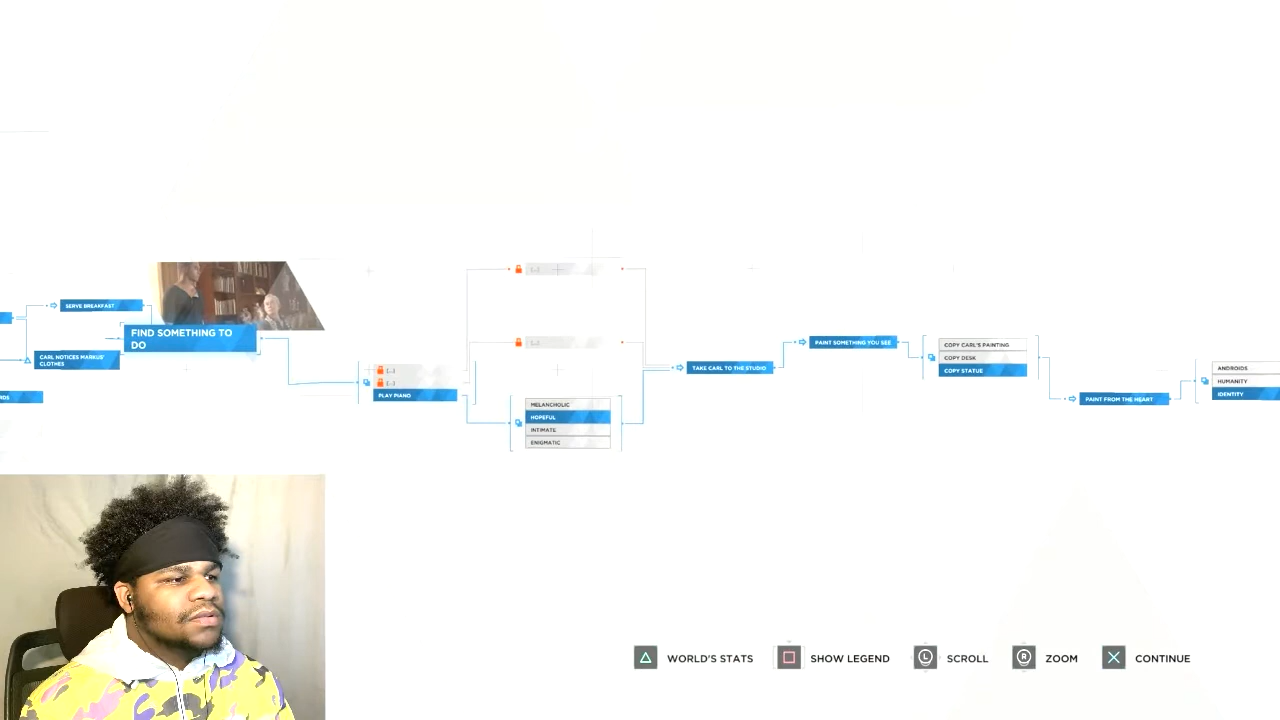 SERVE BREAKFAST
FIND SOMETHING TO
DO
CARL NOTICES MARKUS'
CLOTHES
[...]
[...]
PLAY PIANO
[...]
[...]
MELANCHOLIC
HOPEFUL
INTIMATE
ENIGMATIC
TAKE CARL TO THE STUDIO
PAINT SOMETHING YOU SEE
COPY CARL'S PAINTING
COPY DESK
COPY STATUE
PAINT FROM THE HEART
ANDROIDS
HUMANITY
IDENTITY
WORLD'S STATS
SHOW LEGEND
L
SCROLL
R
ZOOM
CONTINUE